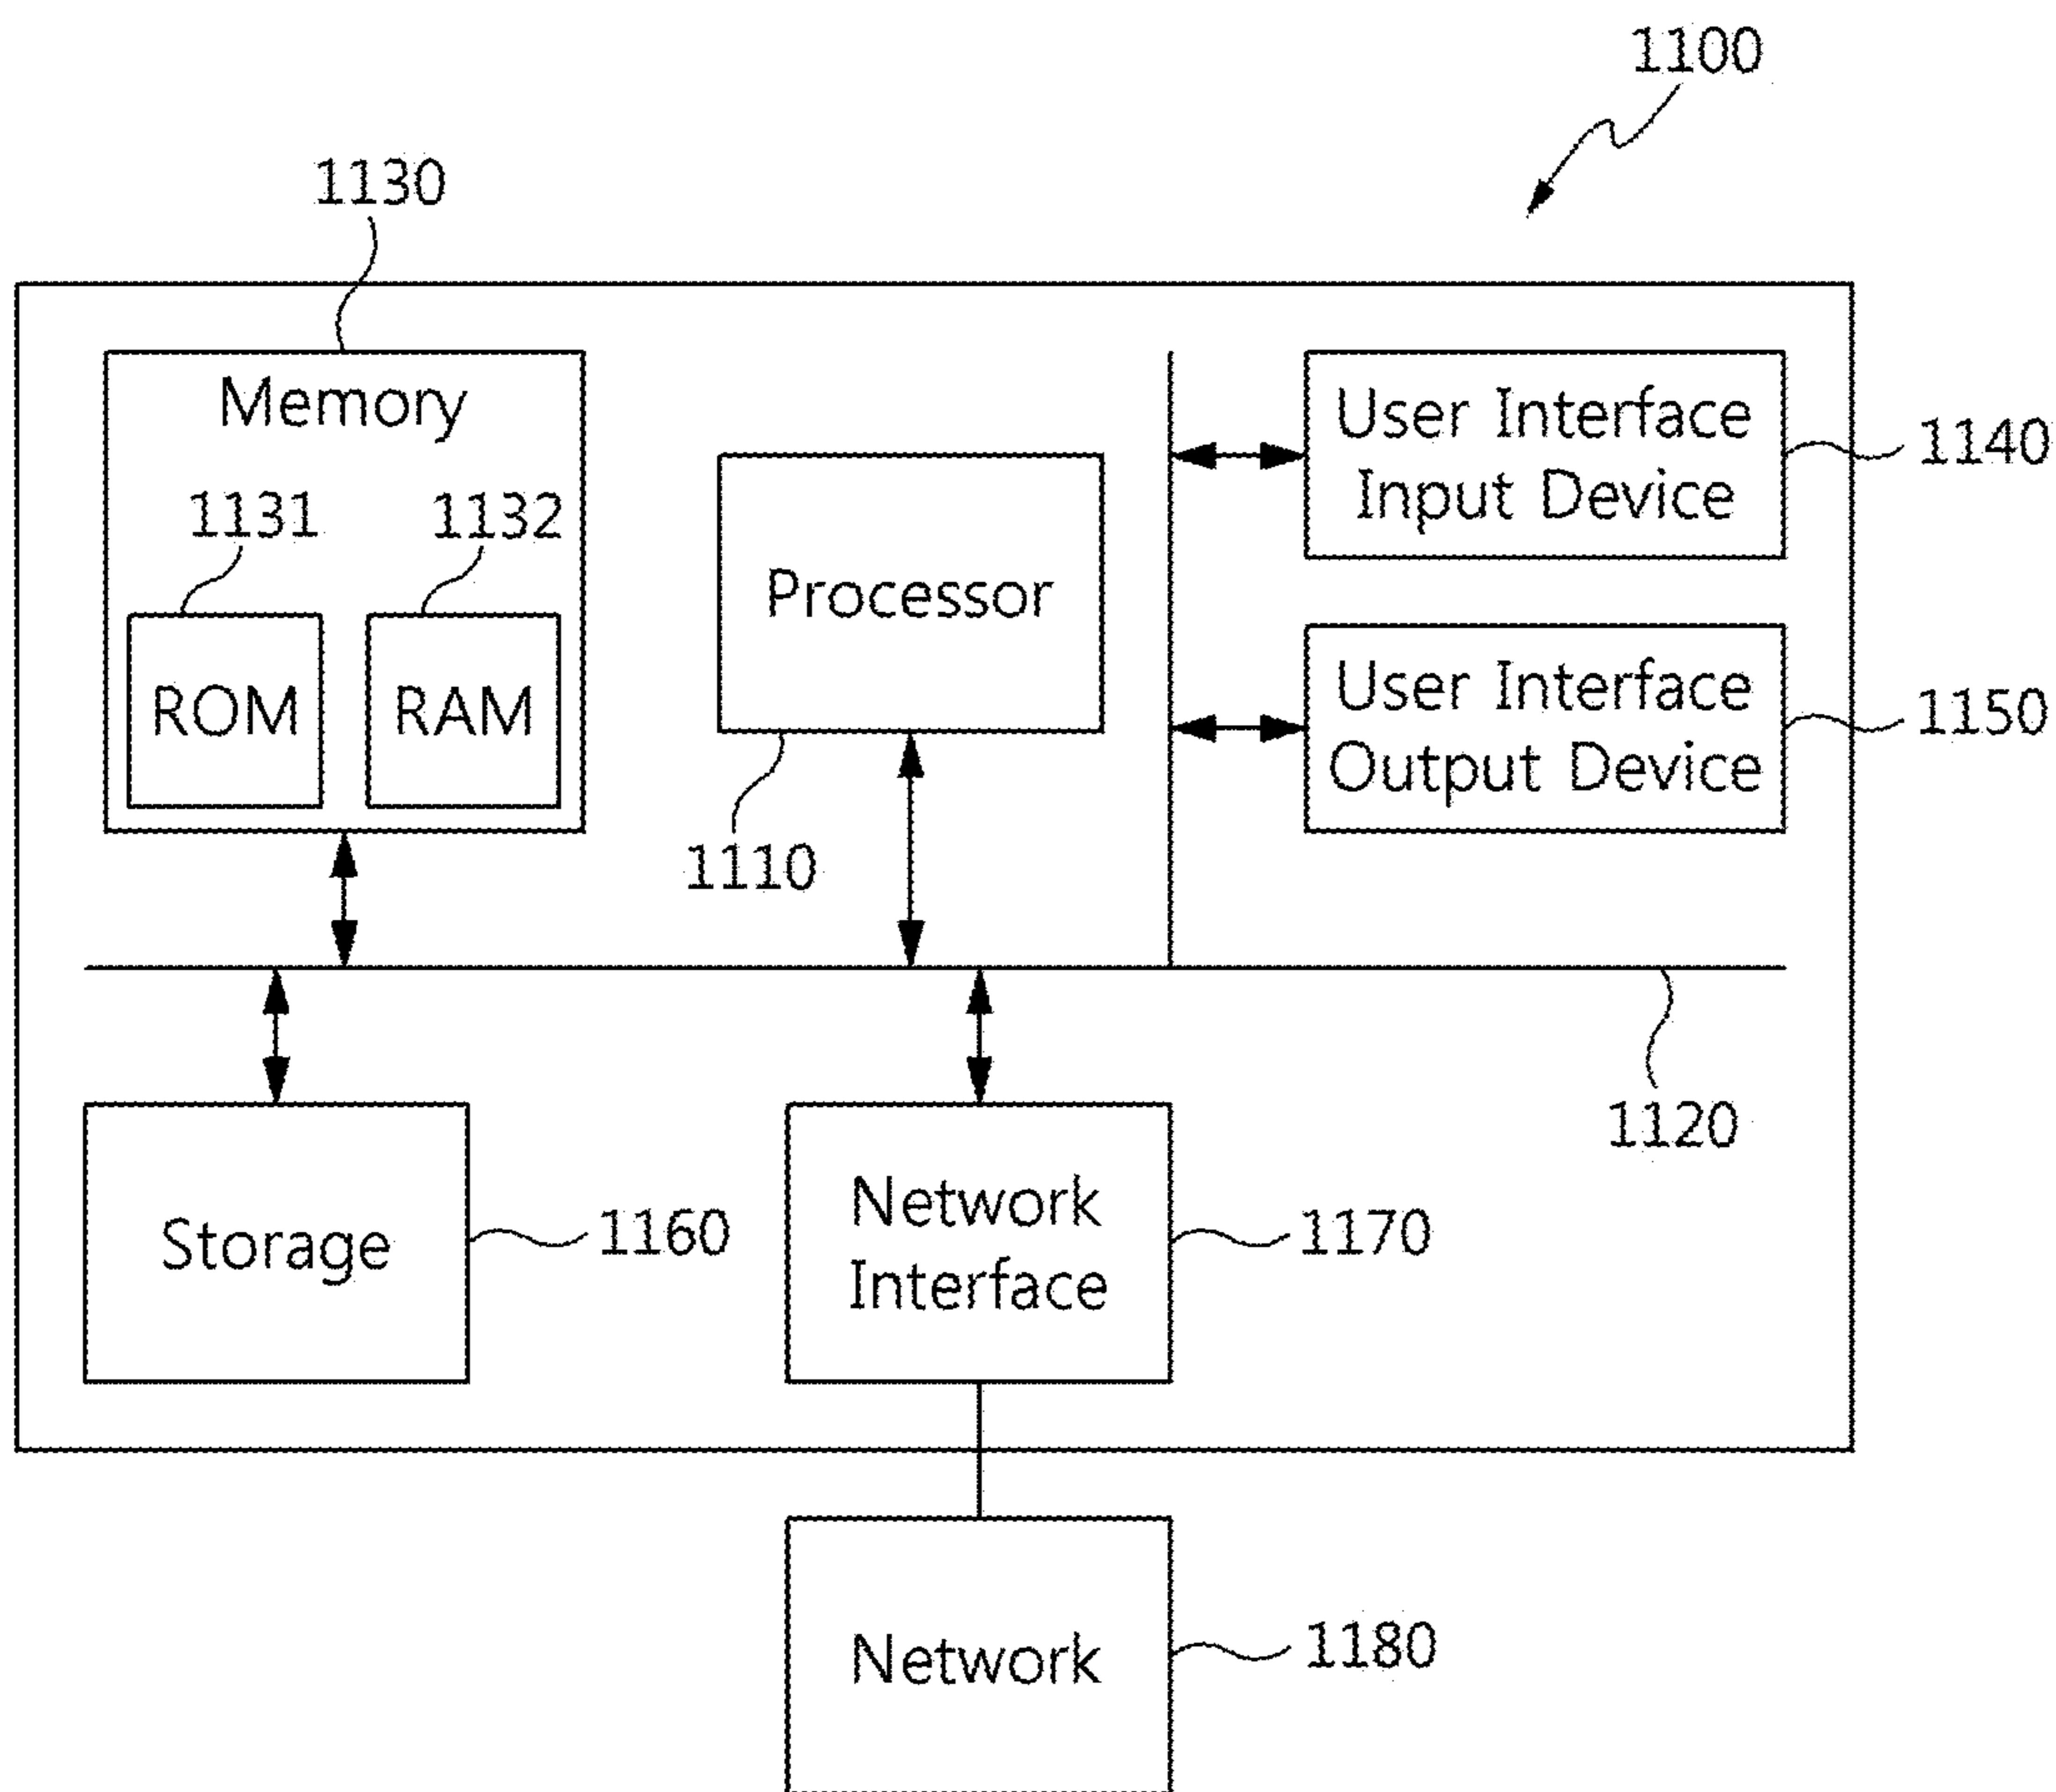 1100
1130
Memory
1131
1132
ROM
RAM
Processor
1110
User Interface
Input Device
1140
User Interface
Output Device
1150
1120
Storage
1160
Network
Interface
1170
Network
1180